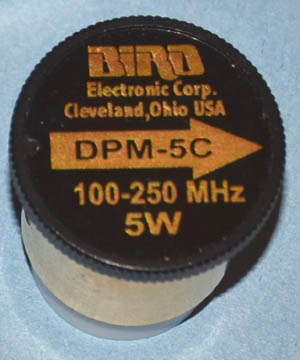 BIRD
Electronic Corp.
Cleveland,Ohio USA
DPM-5C
100-250 MHz
5W